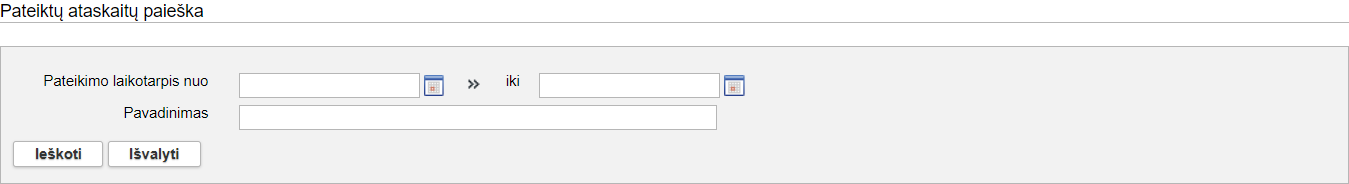 Pateiktų ataskaitų paieška
Pateikimo laikotarpis nuo » iki
Pavadinimas
Ieškoti Išvalyti